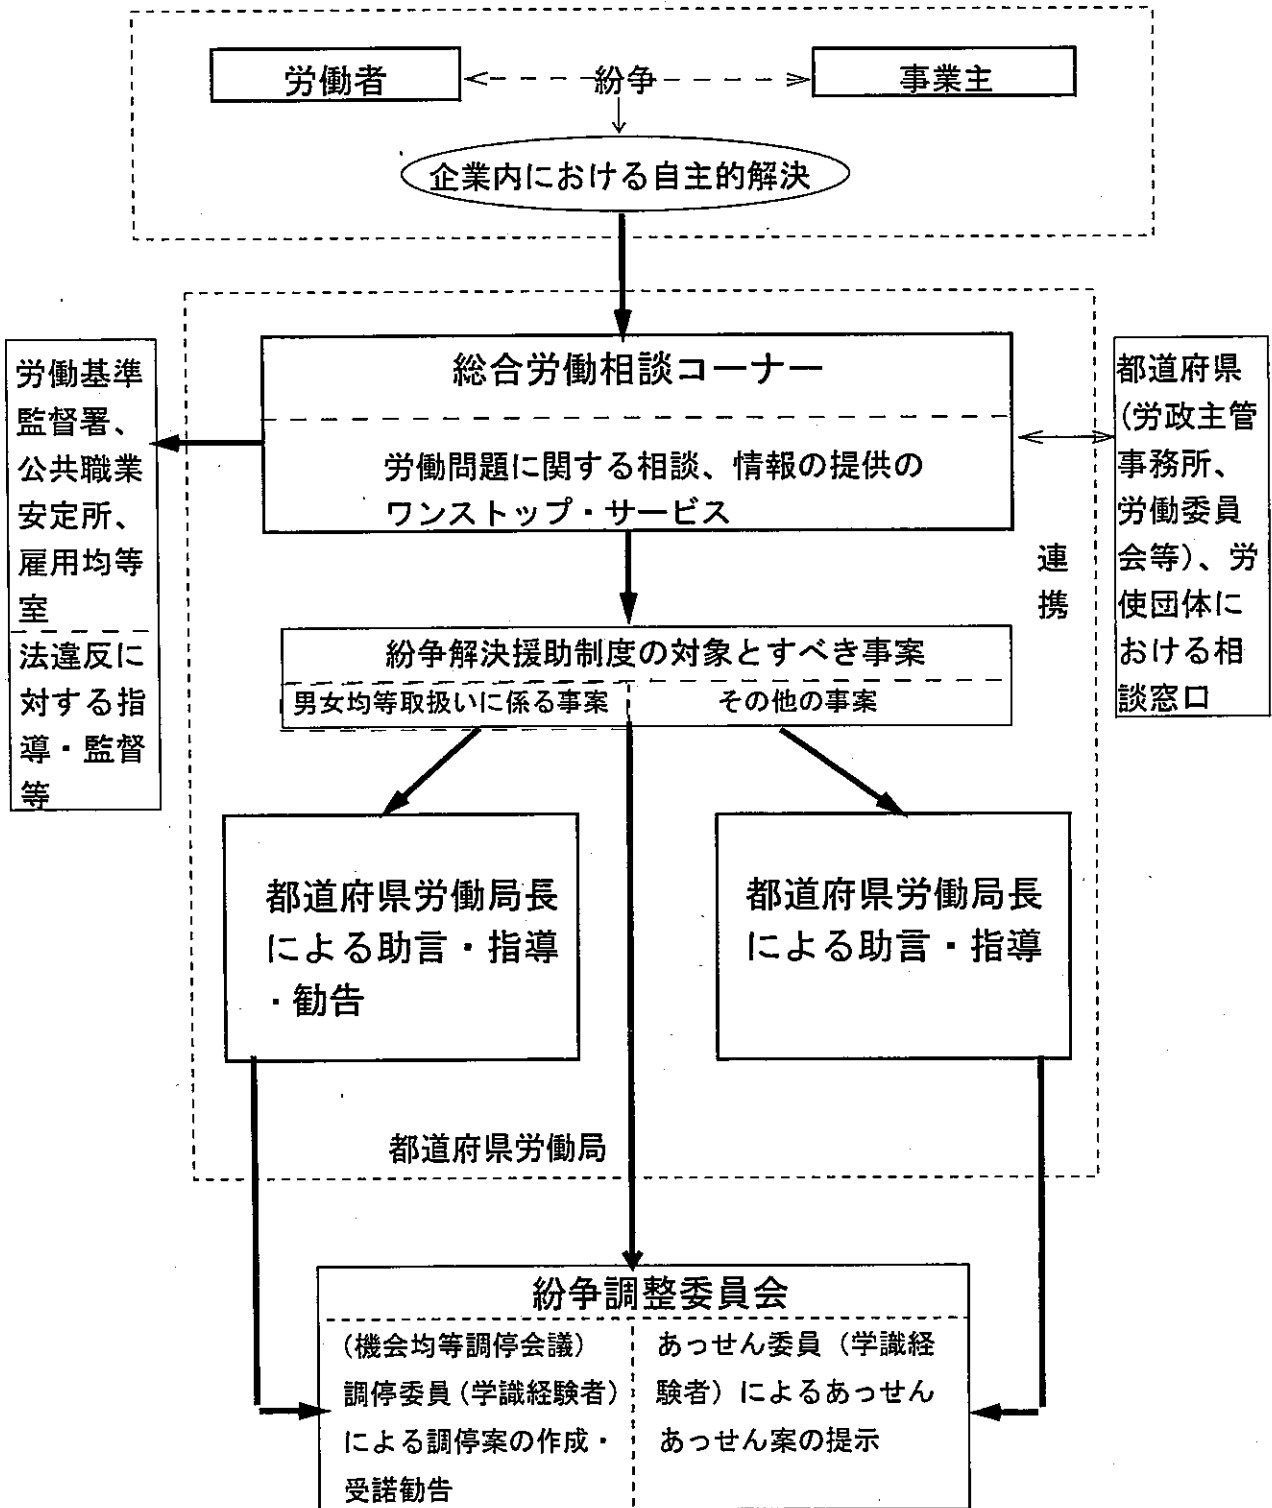 労働者
紛争
事業主
企業内における自主的解決
総合労働相談コーナー
労働問題に関する相談、情報の提供の
ワンストップ・サービス
労働基準
監督署、
公共職業
安定所、
雇用均等
室
法違反に
対する指
導・監督
等
都道府県
(労政主管
事務所、
労働委員
会等)、労
使団体に
おける相
談窓口
連
携
紛争解決援助制度の対象とすべき事案
男女均等取扱いに係る事案
その他の事案
都道府県労働局長
による助言・指導
・勧告
都道府県労働局長
による助言・指導
都道府県労働局
紛争調整委員会
(機会均等調停会議)
調停委員(学識経験者)
による調停案の作成・
受諾勧告
あっせん委員(学識経
験者)によるあっせん
あっせん案の提示